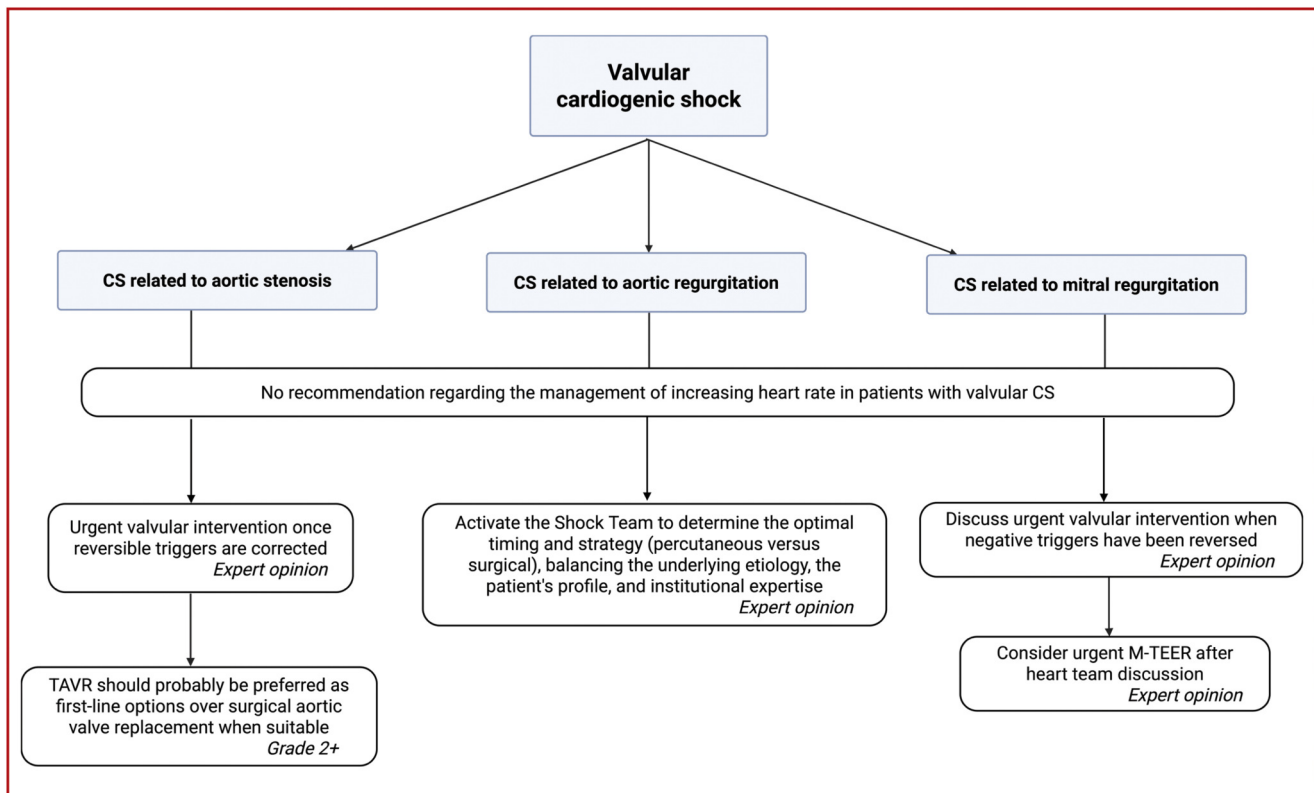 Valvular
cardiogenic shock
CS related to aortic stenosis
CS related to aortic regurgitation
CS related to mitral regurgitation
No recommendation regarding the management of increasing heart rate in patients with valvular CS
Urgent valvular intervention once
reversible triggers are corrected
Expert opinion
Activate the Shock Team to determine the optimal
timing and strategy (percutaneous versus
surgical), balancing the underlying etiology, the
patient's profile, and institutional expertise
Expert opinion
Discuss urgent valvular intervention when
negative triggers have been reversed
Expert opinion
TAVR should probably be preferred as
first-line options over surgical aortic
valve replacement when suitable
Grade 2+
Consider urgent M-TEER after
heart team discussion
Expert opinion